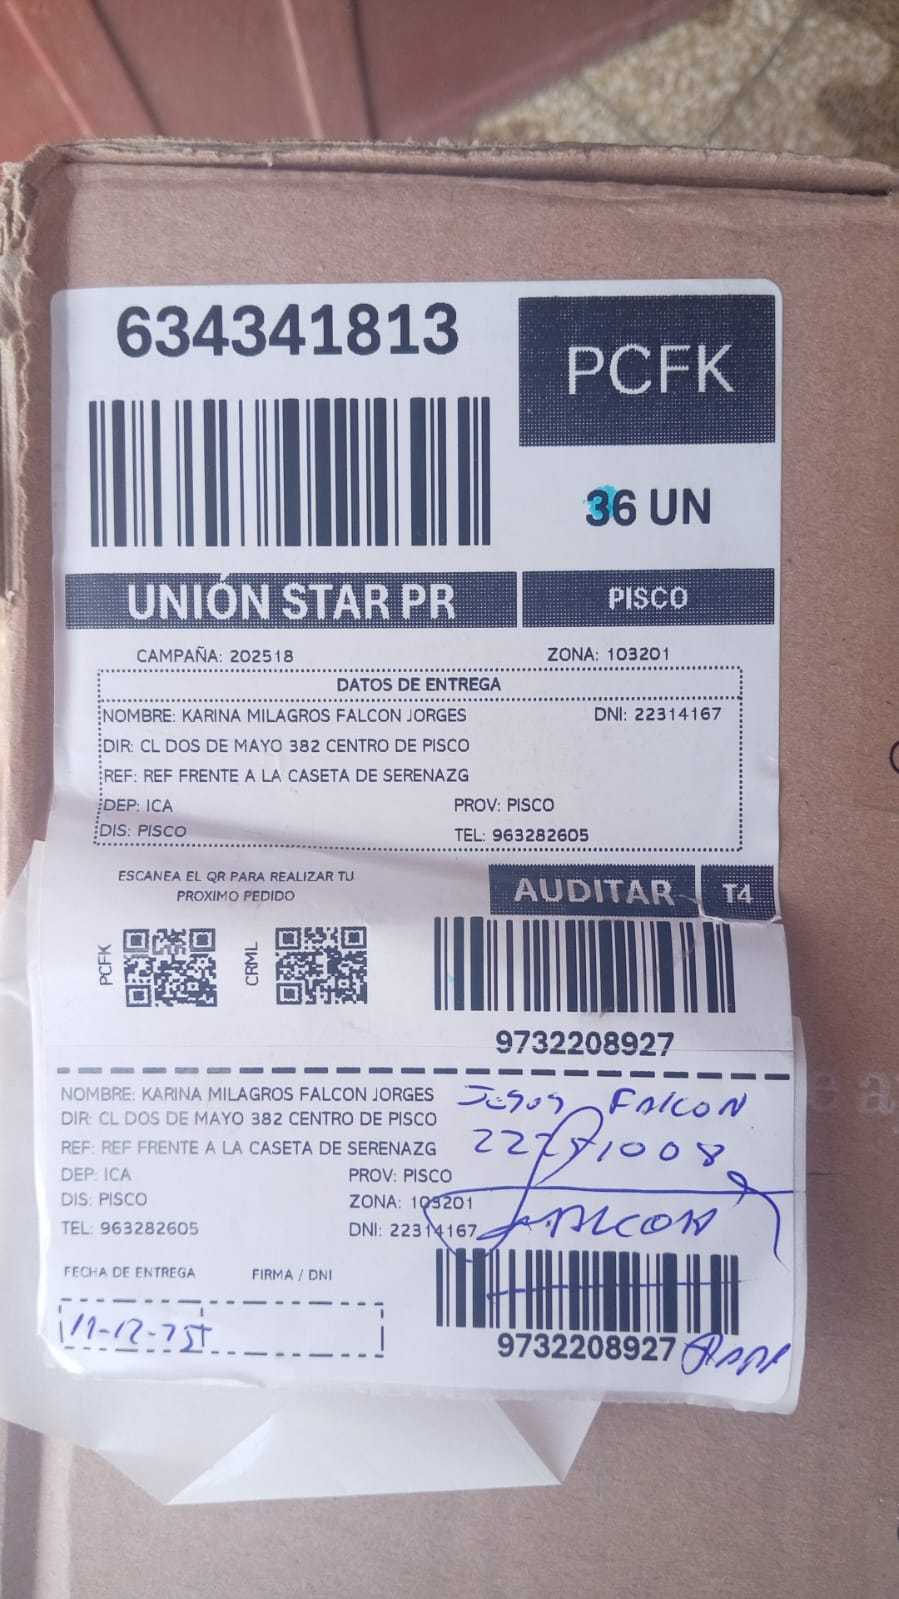 634341813
PCFK
36 UN
UNIÓN STAR PR
PISCO
CAMPAÑA: 202518
ZONA: 103201
DATOS DE ENTREGA
NOMBRE: KARINA MILAGROS FALCON JORGES
DNI: 22314167
DIR: CL DOS DE MAYO 382 CENTRO DE PISCO
REF: REF FRENTE A LA CASETA DE SERENAZG
DEP: ICA
PROV: PISCO
DIS: PISCO
TEL: 963282605
ESCANEA EL QR PARA REALIZAR TU
PROXIMO PEDIDO
AUDITAR
T4
PCFK
CRML
9732208927
NOMBRE: KARINA MILAGROS FALCON JORGES
DIR: CL DOS DE MAYO 382 CENTRO DE PISCO
REF: REF FRENTE A LA CASETA DE SERENAZG
DEP: ICA
PROV: PISCO
DIS: PISCO
ZONA: 103201
TEL: 963282605
DNI: 22314167
FALCON
FALCON
FECHA DE ENTREGA
FIRMA / DNI
9732208927